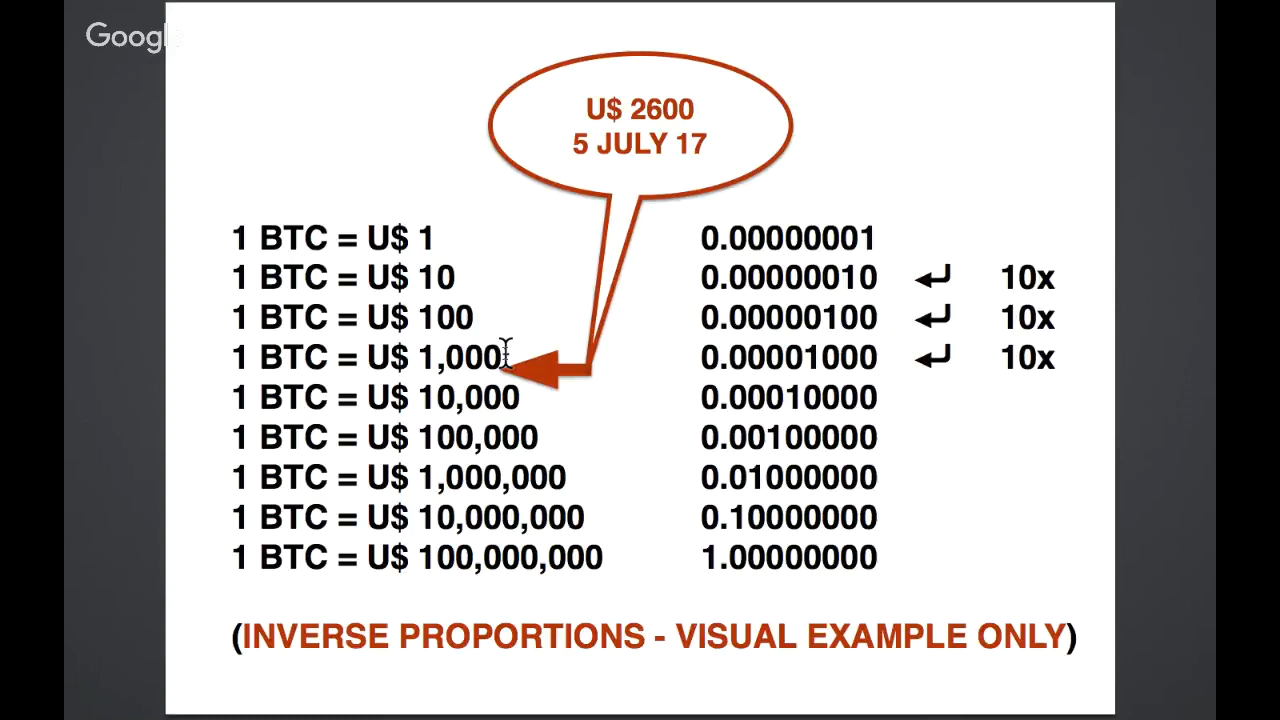 Google
U$ 2600
5 JULY 17
1 BTC = U$ 1 0.00000001
1 BTC = U$ 10 0.00000010 10x
1 BTC = U$ 100 0.00000100 10x
1 BTC = U$ 1,000 0.00001000 10x
1 BTC = U$ 10,000 0.00010000
1 BTC = U$ 100,000 0.00100000
1 BTC = U$ 1,000,000 0.01000000
1 BTC = U$ 10,000,000 0.10000000
1 BTC = U$ 100,000,000 1.00000000
(INVERSE PROPORTIONS - VISUAL EXAMPLE ONLY)